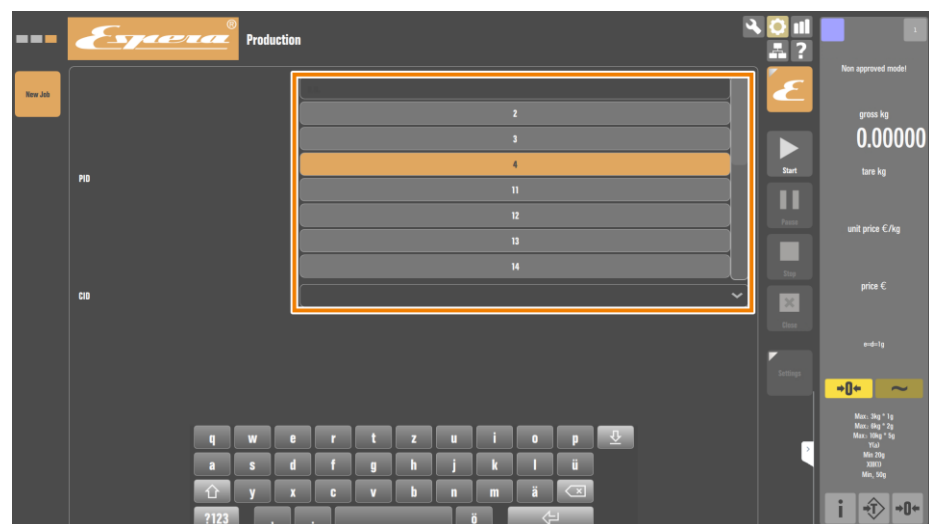 Espera®
Production
New Job
PID
2
3
4
11
12
13
14
CID
Start
Pause
Stop
Close
Settings
1
Non approved model
gross kg
0.00000
tare kg
unit price €/kg
price €
e=d=1g
→0←
~
Max: 3kg * 1g
Max: 6kg * 2g
Max: 10kg * 5g
Min 20g
Min, 50g
i
→T←
→0←
?
q w e r t z u i o p
a s d f g h j k l ü
y x c v b n m ä
?123 , . ö